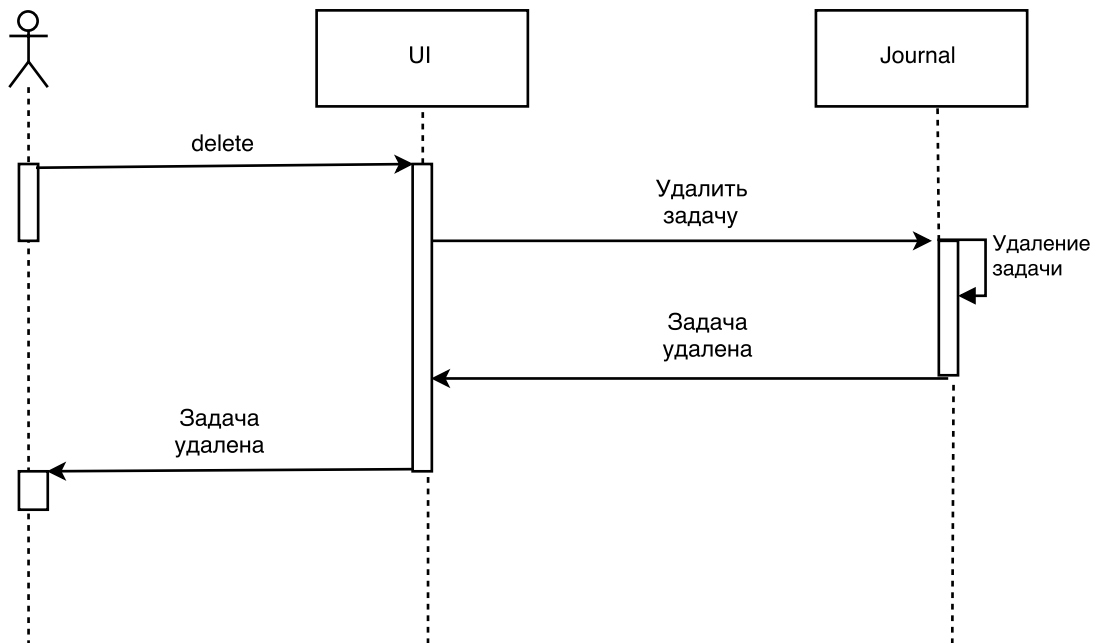 UI
Journal
delete
Удалить
задачу
Удаление
задачи
Задача
удалена
Задача
удалена